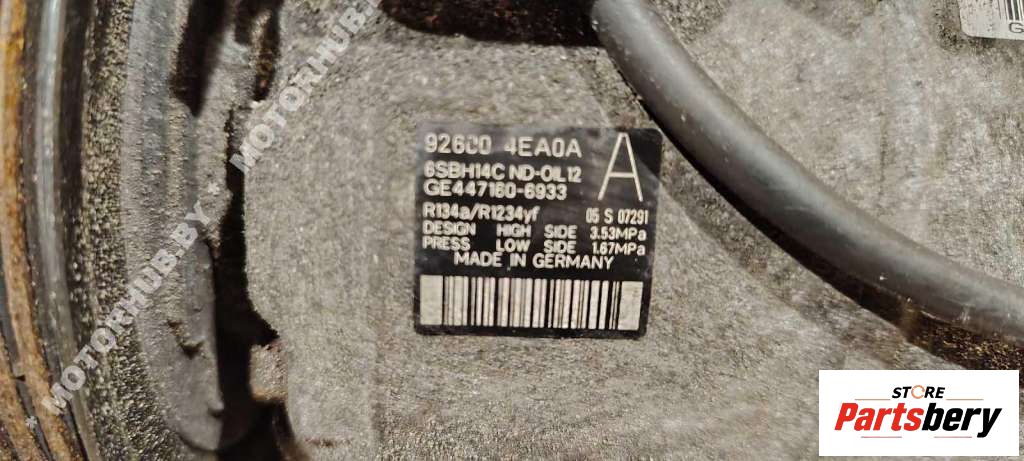 92600 4EA0A
A
6SBH14C ND-OIL12
GE447160-6933
R134a/R1234yf 05 S 07291
DESIGN HIGH SIDE 3.53MPa
PRESS LOW SIDE 1.67MPa
MADE IN GERMANY
* MOTORHUB.BY
* MOTORHUB.BY
STORE
Partsbery